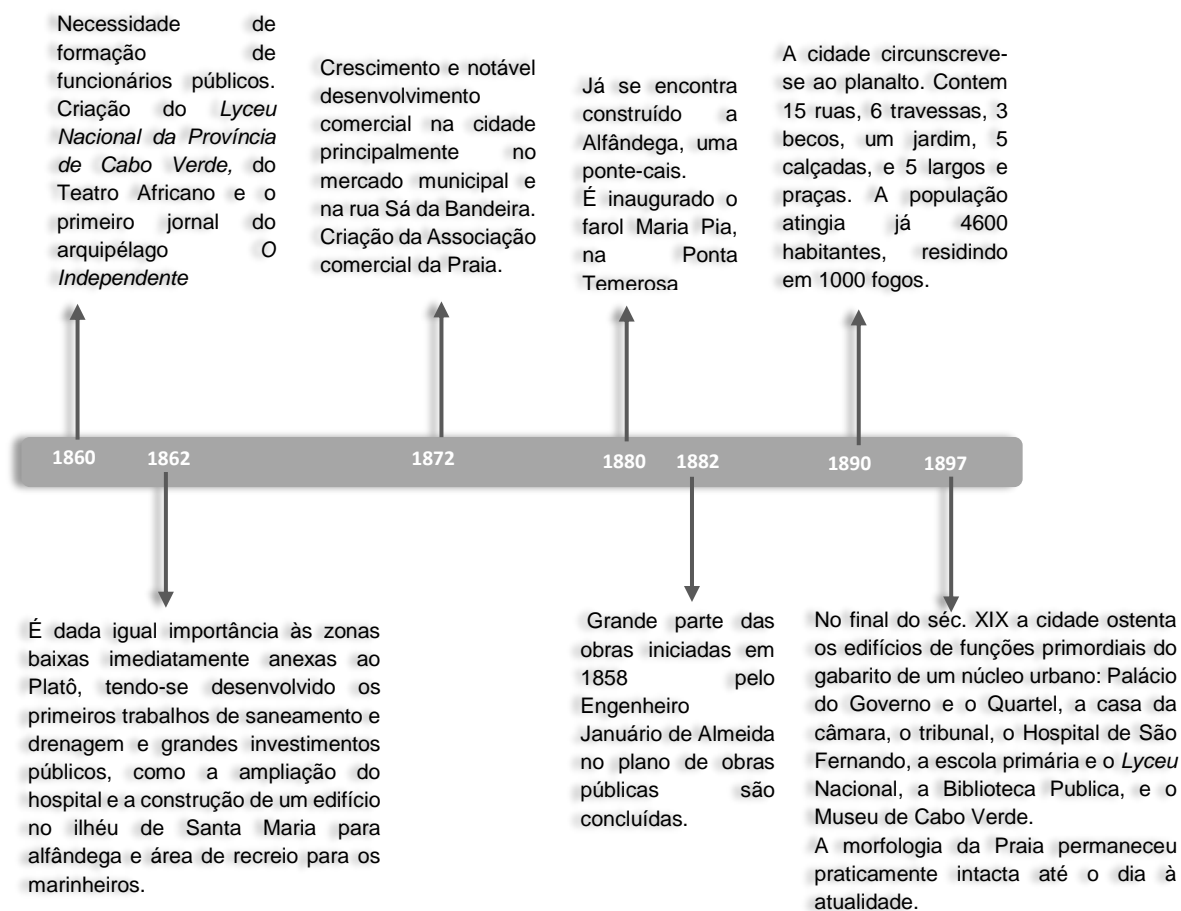 Necessidade de
formação de
funcionários públicos.
Criação do Lyceu
Nacional da Província
de Cabo Verde, do
Teatro Africano e o
primeiro jornal do
arquipélago O
Independente
Crescimento e notável
desenvolvimento
comercial na cidade
principalmente no
mercado municipal e
na rua Sá da Bandeira.
Criação da Associação
comercial da Praia.
Já se encontra
construído a
Alfândega, uma
ponte-cais.
É inaugurado o
farol Maria Pia,
na Ponta
Temerosa
A cidade circunscreve-
se ao planalto. Contem
15 ruas, 6 travessas, 3
becos, um jardim, 5
calçadas, e 5 largos e
praças. A população
atingia já 4600
habitantes, residindo
em 1000 fogos.
1860 1862 1872 1880 1882 1890 1897
É dada igual importância às zonas
baixas imediatamente anexas ao
Platô, tendo-se desenvolvido os
primeiros trabalhos de saneamento e
drenagem e grandes investimentos
públicos, como a ampliação do
hospital e a construção de um edifício
no ilhéu de Santa Maria para
alfândega e área de recreio para os
marinheiros.
Grande parte das
obras iniciadas em
1858 pelo
Engenheiro
Januário de Almeida
no plano de obras
públicas são
concluídas.
No final do séc. XIX a cidade ostenta
os edifícios de funções primordiais do
gabarito de um núcleo urbano: Palácio
do Governo e o Quartel, a casa da
câmara, o tribunal, o Hospital de São
Fernando, a escola primária e o Lyceu
Nacional, a Biblioteca Publica, e o
Museu de Cabo Verde.
A morfologia da Praia permaneceu
praticamente intacta até o dia à
atualidade.